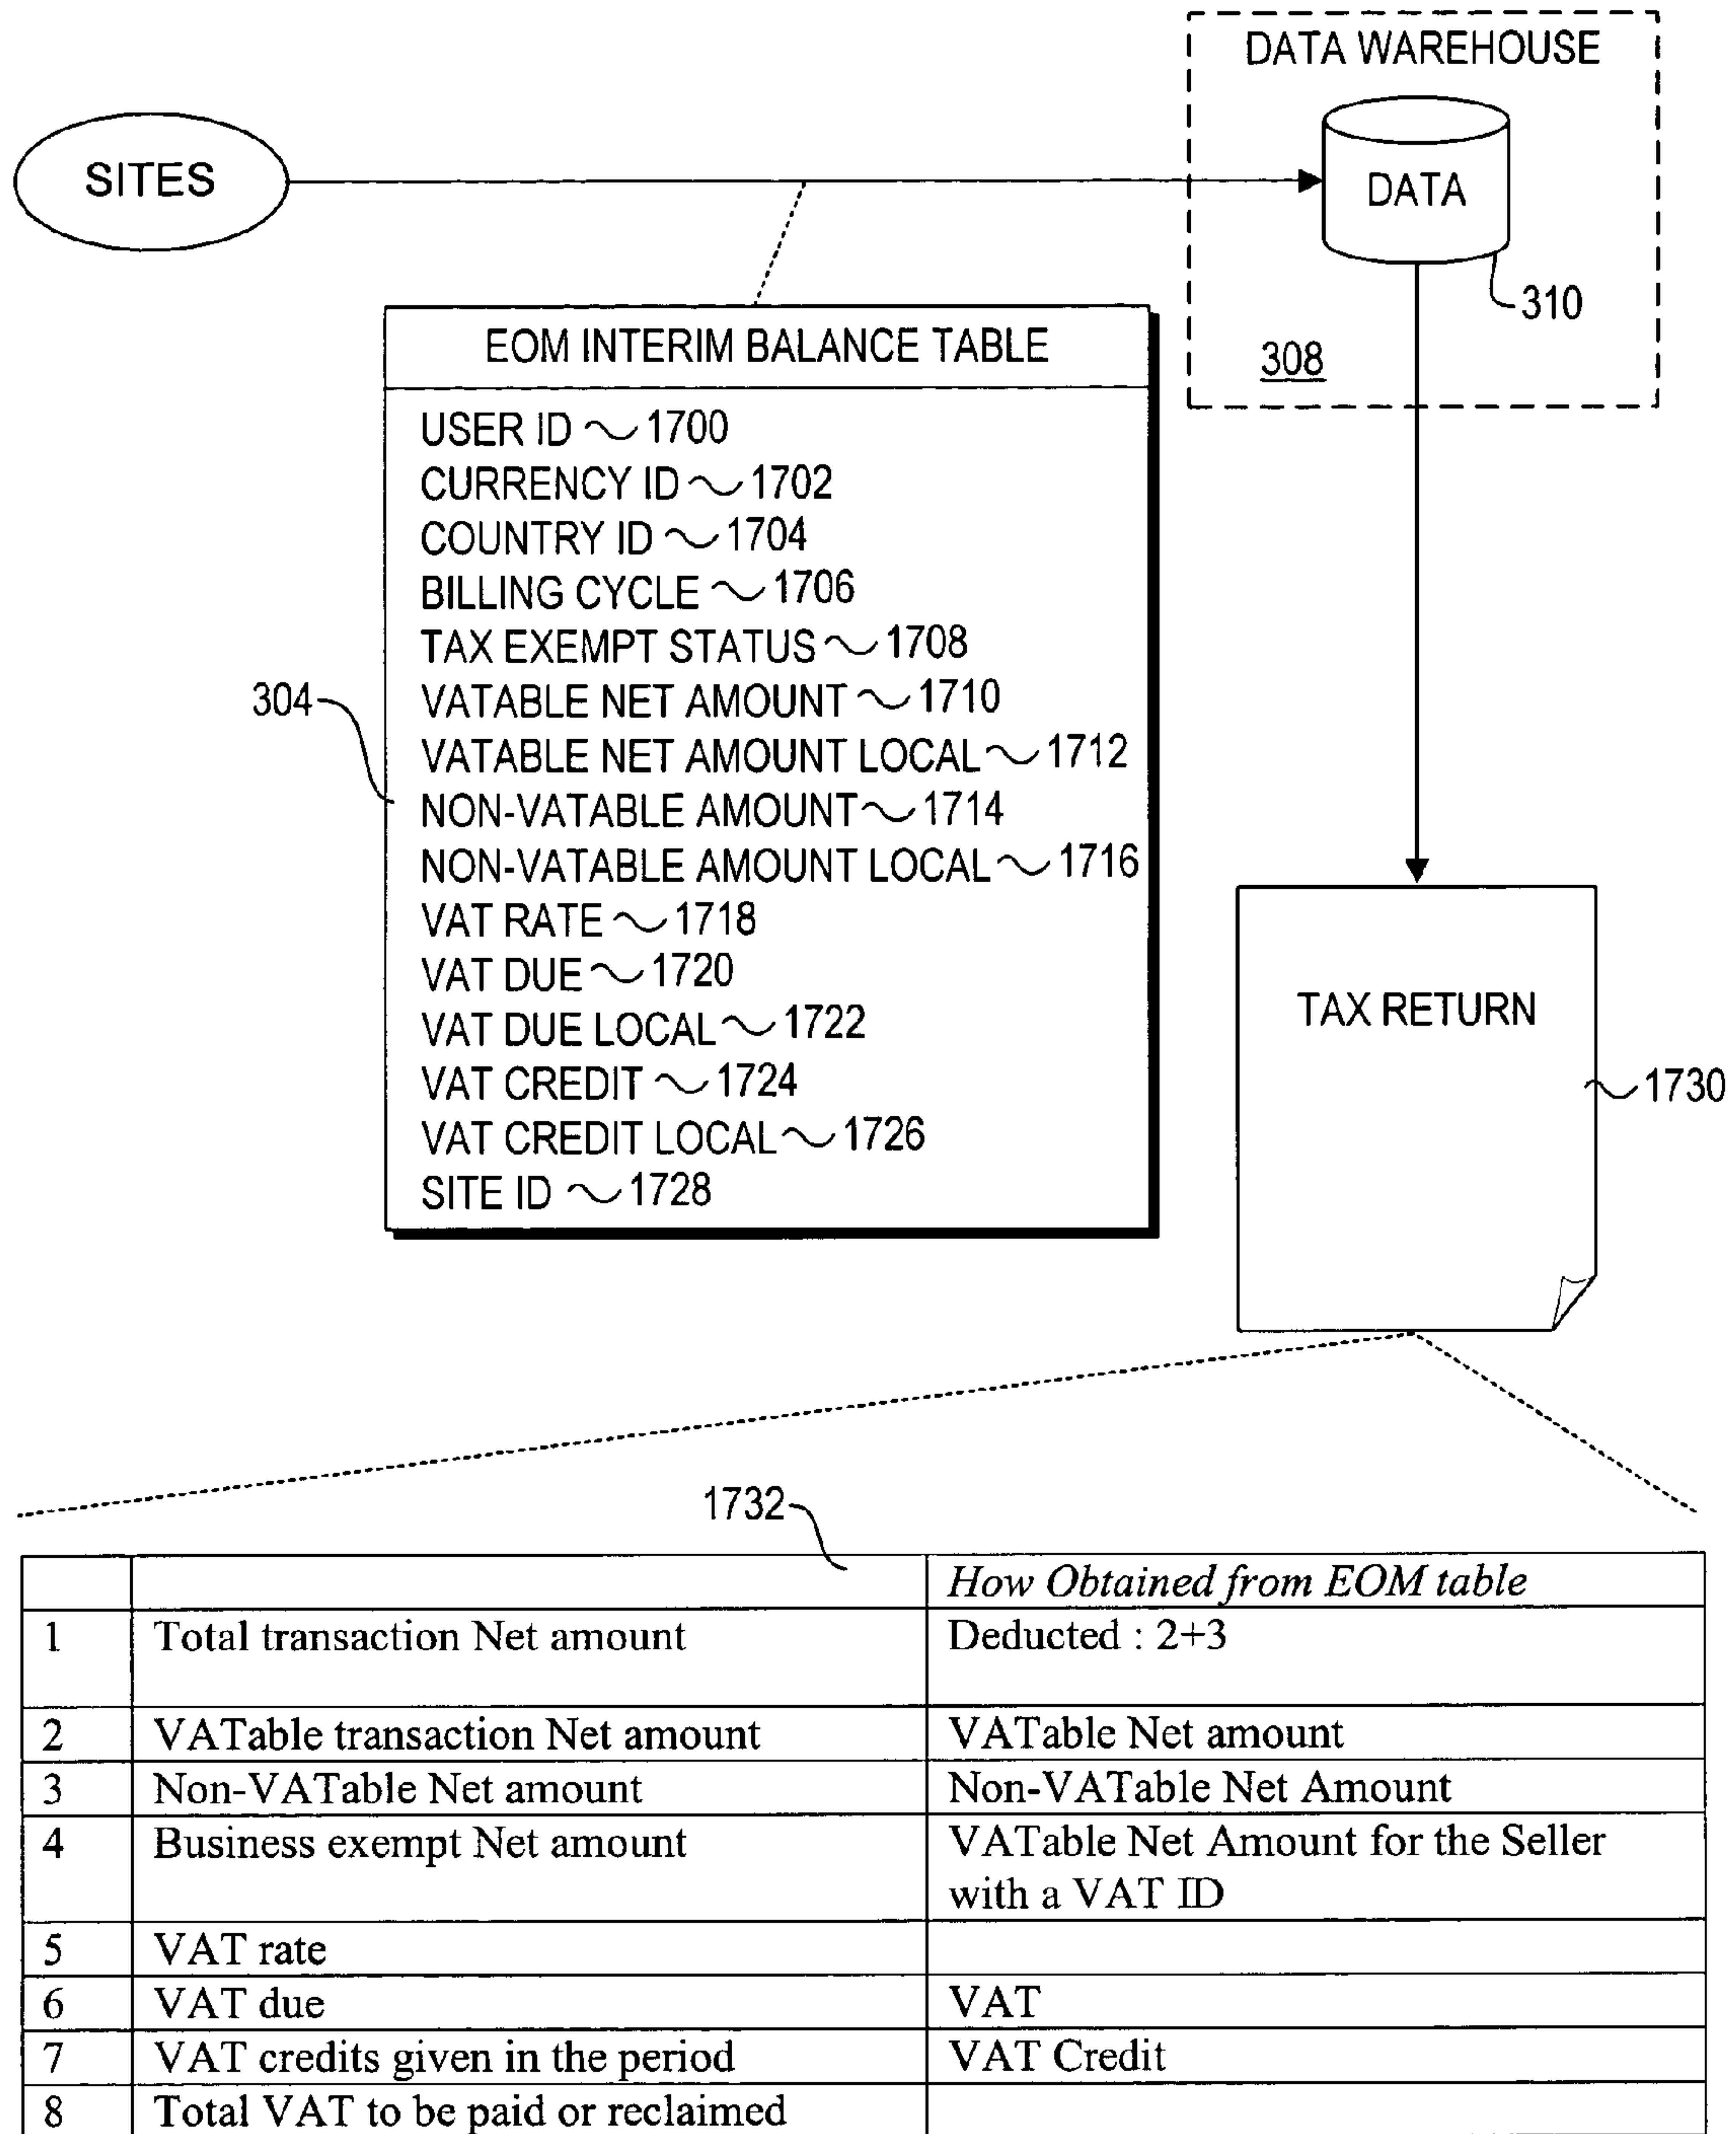 DATA WAREHOUSE
SITES
DATA
310
308
EOM INTERIM BALANCE TABLE
USER ID 1700
CURRENCY ID 1702
COUNTRY ID 1704
BILLING CYCLE 1706
TAX EXEMPT STATUS 1708
304
VATABLE NET AMOUNT 1710
VATABLE NET AMOUNT LOCAL 1712
NON-VATABLE AMOUNT 1714
NON-VATABLE AMOUNT LOCAL 1716
VAT RATE 1718
VAT DUE 1720
VAT DUE LOCAL 1722
VAT CREDIT 1724
VAT CREDIT LOCAL 1726
SITE ID 1728
TAX RETURN
1730
1732
How Obtained from EOM table
1 Total transaction Net amount Deducted : 2+3
2 VATable transaction Net amount VATable Net amount
3 Non-VATable Net amount Non-VATable Net Amount
4 Business exempt Net amount VATable Net Amount for the Seller
with a VAT ID
5 VAT rate
6 VAT due VAT
7 VAT credits given in the period VAT Credit
8 Total VAT to be paid or reclaimed